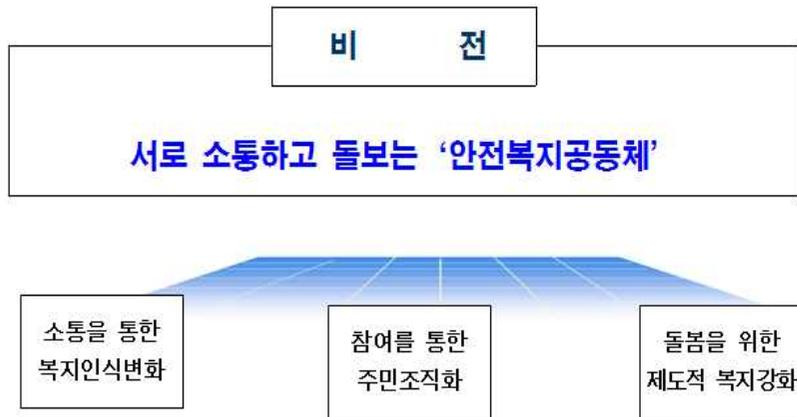 비 전
서로 소통하고 돌보는 ‘안전복지공동체’
소통을 통한
복지인식변화
참여를 통한
주민조직화
돌봄을 위한
제도적 복지강화